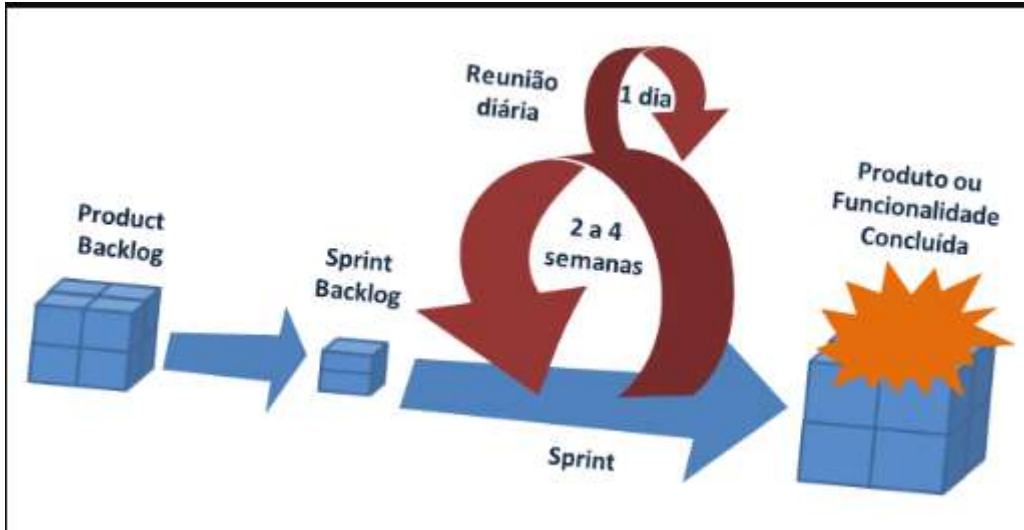 Product
Backlog
Sprint
Backlog
Reunião
diária
1 dia
2 a 4
semanas
Sprint
Produto ou
Funcionalidade
Concluída